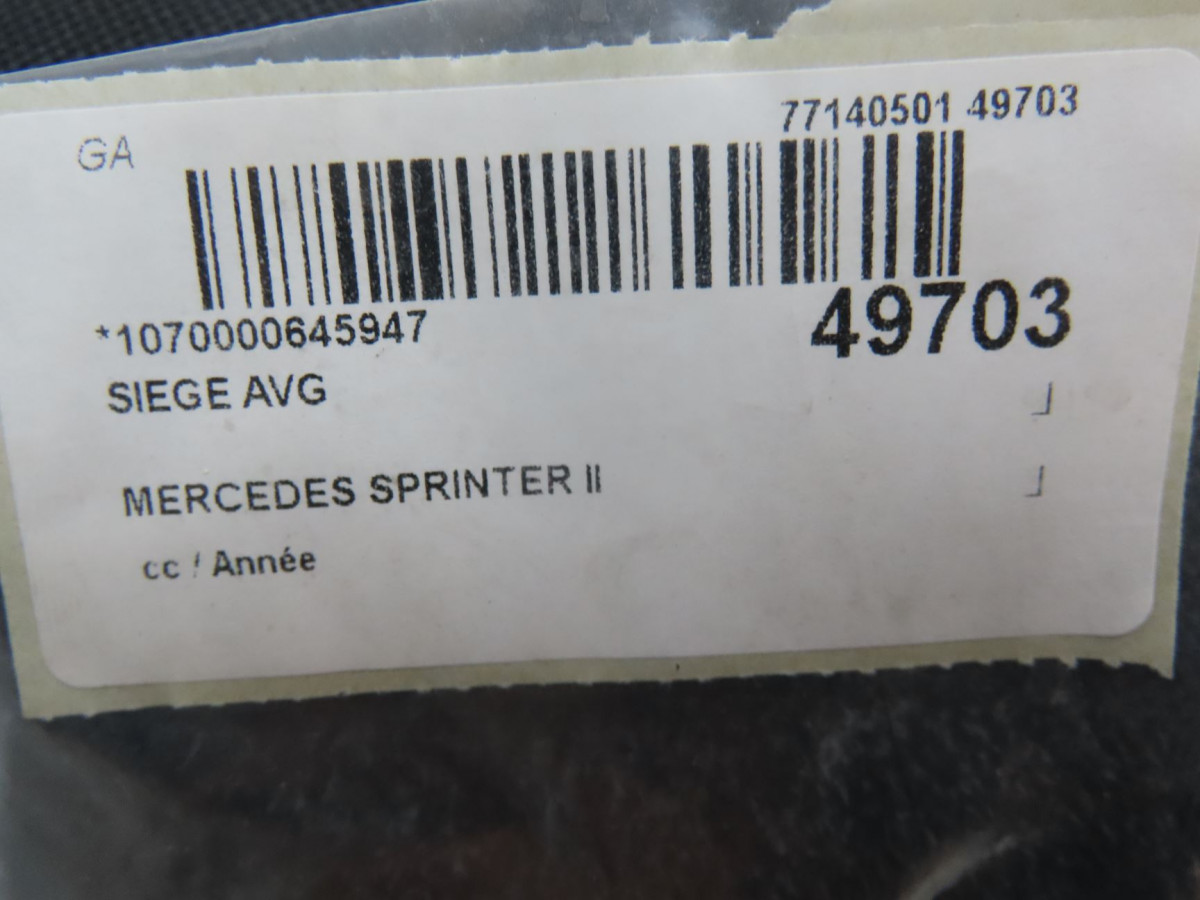 77140501 49703
GA
*1070000645947
49703
SIEGE AVG
MERCEDES SPRINTER II
cc / Année